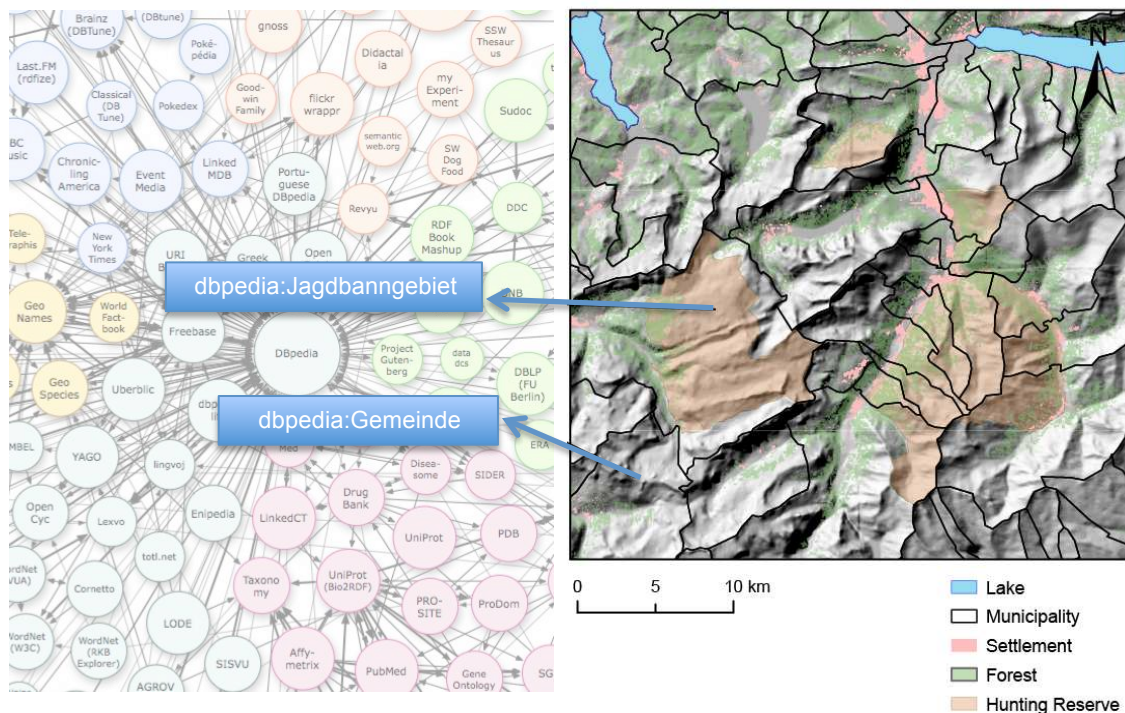 Brainz
(DBTune)
(DBTune)
gnoss
Poké-
pédia
Didactal
ia
SSW
Thesaur
us
Last.FM
(rdfize)
Classical
(DB
Tune)
Pokedex
Good-
win
Family
flickr
wrappr
my
Experi-
ment
Sudoc
semantic
web.org
SW
Dog
Food
Chronic-
ling
America
Event
Media
Linked
MDB
Portu-
guese
DBpedia
Revyu
RDF
Book
Mashup
DDC
New
York
Times
URI
Greek
Open
dbpedia:Jagdbanngebiet
Geo
Names
World
Fact-
book
Freebase
DBpedia
Project
Guten-
berg
data
dcs
Geo
Species
Uberblic
DBLP
(FU
Berlin)
dbpedia:Gemeinde
ERA
YAGO
lingvoj
Med
Disea-
some
SIDER
Open
Cyc
Lexvo
Enipedia
LinkedCT
Drug
Bank
UniProt
PDB
totl.net
Cornetto
Taxono
my
UniProt
(Bio2RDF)
PRO-
SITE
ProDom
WordNet
(W3C)
WordNet
(RKB
Explorer)
LODE
SISVU
Affy-
metrix
PubMed
Gene
Ontology
SG
AGROV
N
0 5 10 km
Lake
Municipality
Settlement
Forest
Hunting Reserve